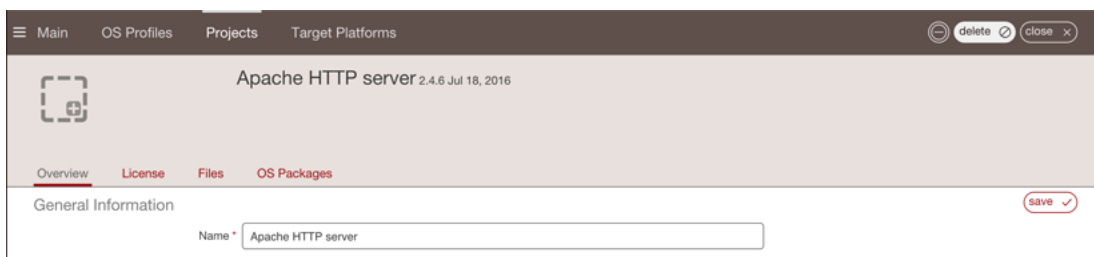 Main OS Profiles Projects Target Platforms delete close
Apache HTTP server 2.4.6 Jul 18, 2016
Overview License Files OS Packages
General Information save
Name * Apache HTTP server